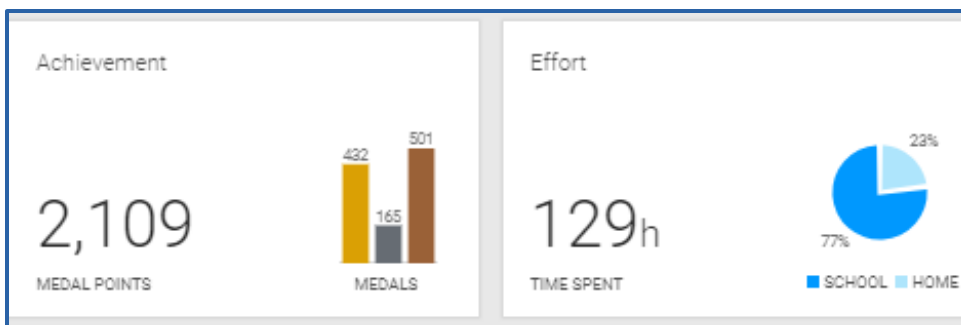 Achievement
432
165
501
2,109
MEDAL POINTS
MEDALS
Effort
23%
77%
129h
TIME SPENT
SCHOOL HOME